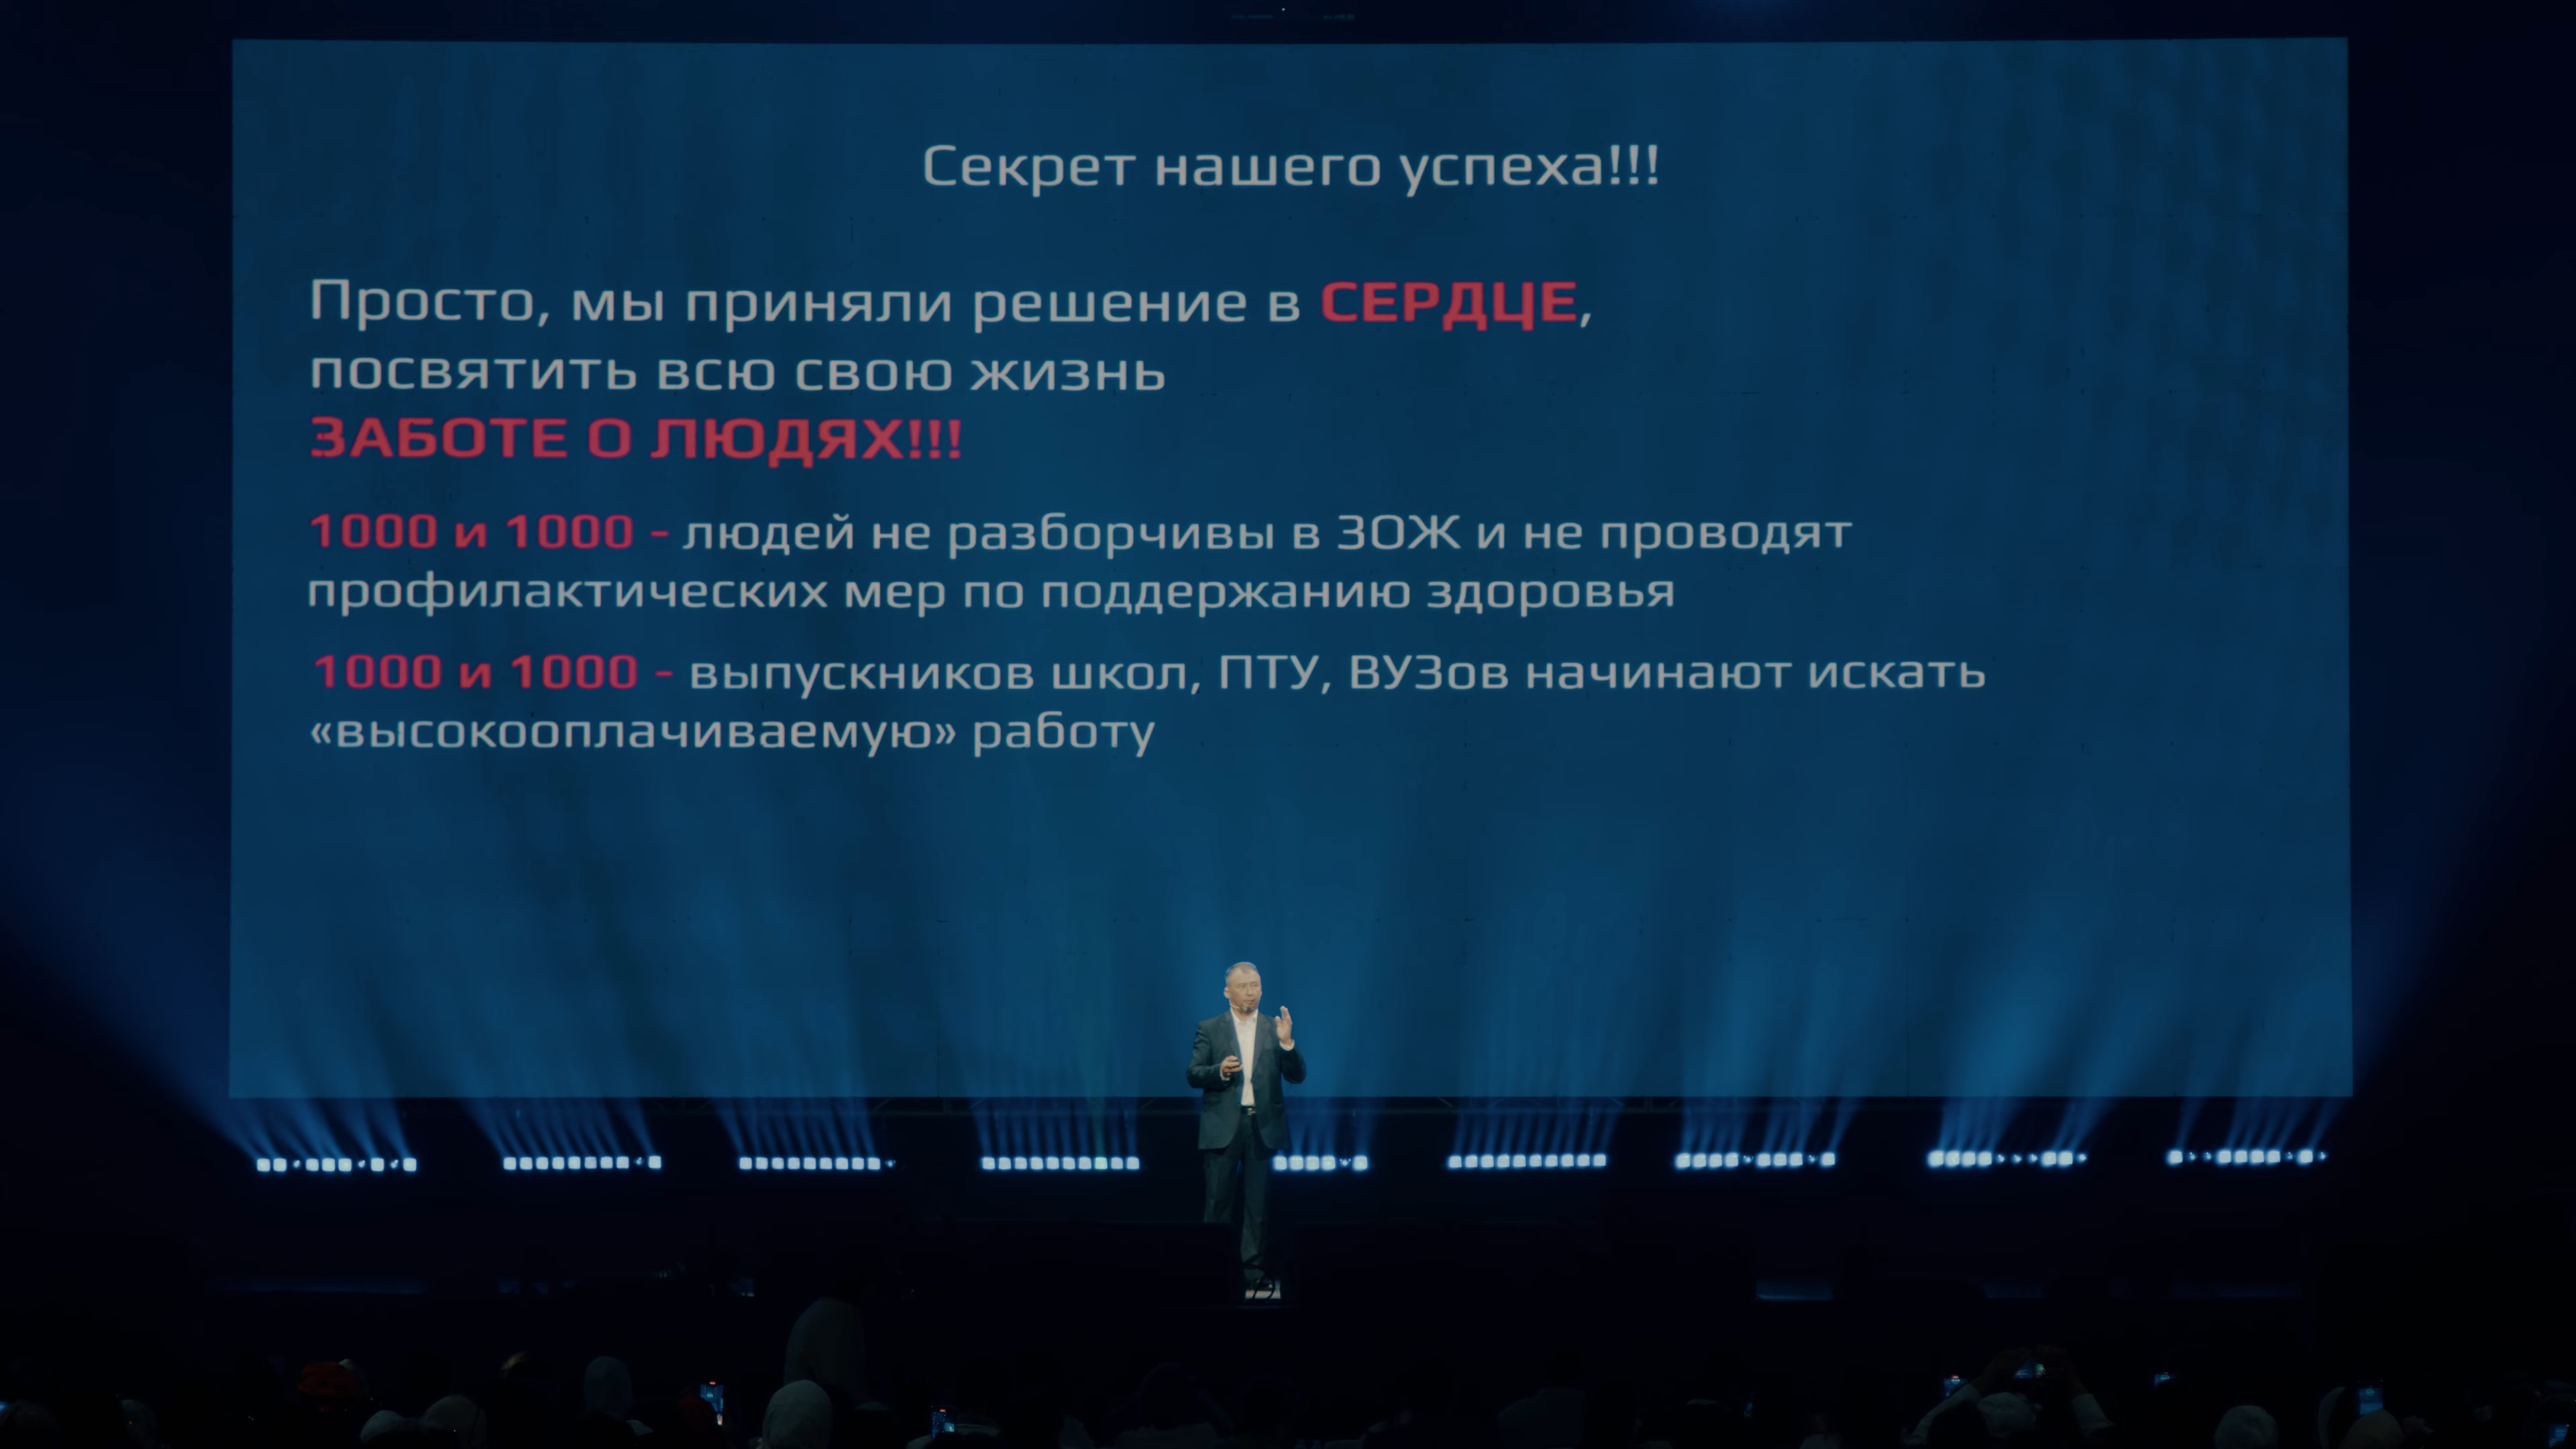 Секрет нашего успеха!!!
Просто, мы приняли решение в СЕРДЦЕ,
посвятить всю свою жизнь
ЗАБОТЕ О ЛЮДЯХ!!!
1000 и 1000 - людей не разборчивы в ЗОЖ и не проводят
профилактических мер по поддержанию здоровья
1000 и 1000 - выпускников школ, ПТУ, ВУЗов начинают искать
«высокооплачиваемую» работу